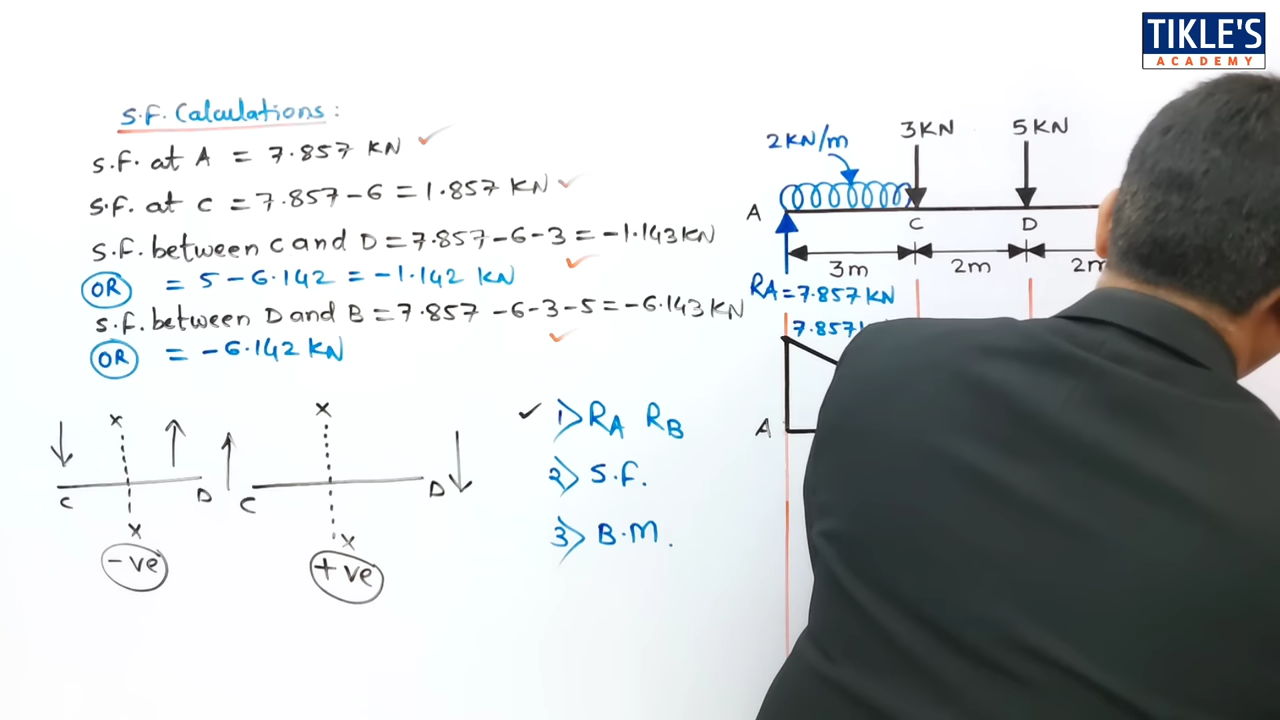 TIKLE'S
ACADEMY
S.F. Calculations:
S.F. at A = 7.857 KN
S.F. at C = 7.857-6 = 1.857 KN
S.F. between C and D = 7.857-6-3 = -1.143 KN
OR = 5-6.142 = -1.142 KN
S.F. between D and B = 7.857-6-3-5 = -6.143 KN
OR = -6.142 KN
X X
C D C D
X X
-ve +ve
1> RA RB
2> S.F.
3> B.M.
2KN/m 3KN 5KN
A C D
3m 2m 2m
RA = 7.857 KN
7.857
A